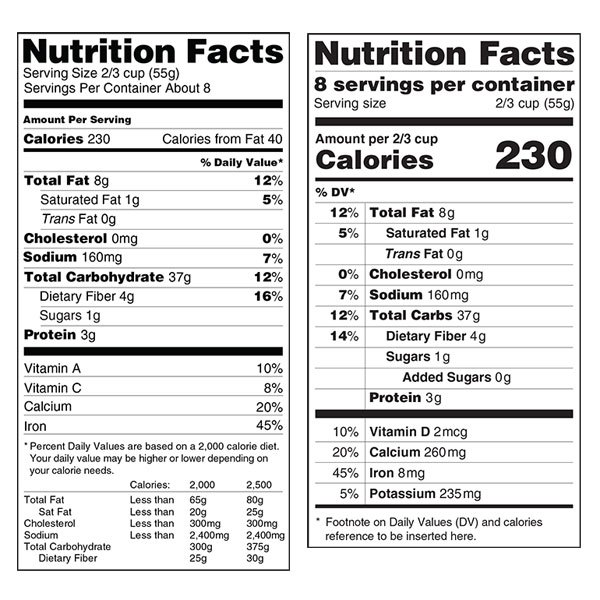 Nutrition Facts
Serving Size 2/3 cup (55g)
Servings Per Container About 8
Amount Per Serving
Calories 230 Calories from Fat 40
% Daily Value*
Total Fat 8g 12%
Saturated Fat 1g 5%
Trans Fat 0g
Cholesterol 0mg 0%
Sodium 160mg 7%
Total Carbohydrate 37g 12%
Dietary Fiber 4g 16%
Sugars 1g
Protein 3g
Vitamin A 10%
Vitamin C 8%
Calcium 20%
Iron 45%
* Percent Daily Values are based on a 2,000 calorie diet.
Your daily value may be higher or lower depending on
your calorie needs.
Calories: 2,000 2,500
Total Fat Less than 65g 80g
Sat Fat Less than 20g 25g
Cholesterol Less than 300mg 300mg
Sodium Less than 2,400mg 2,400mg
Total Carbohydrate 300g 375g
Dietary Fiber 25g 30g
Nutrition Facts
8 servings per container
Serving size 2/3 cup (55g)
Amount per 2/3 cup
Calories 230
% DV*
12% Total Fat 8g
5% Saturated Fat 1g
Trans Fat 0g
0% Cholesterol 0mg
7% Sodium 160mg
12% Total Carbs 37g
14% Dietary Fiber 4g
Sugars 1g
Added Sugars 0g
Protein 3g
10% Vitamin D 2mcg
20% Calcium 260mg
45% Iron 8mg
5% Potassium 235mg
* Footnote on Daily Values (DV) and calories
reference to be inserted here.